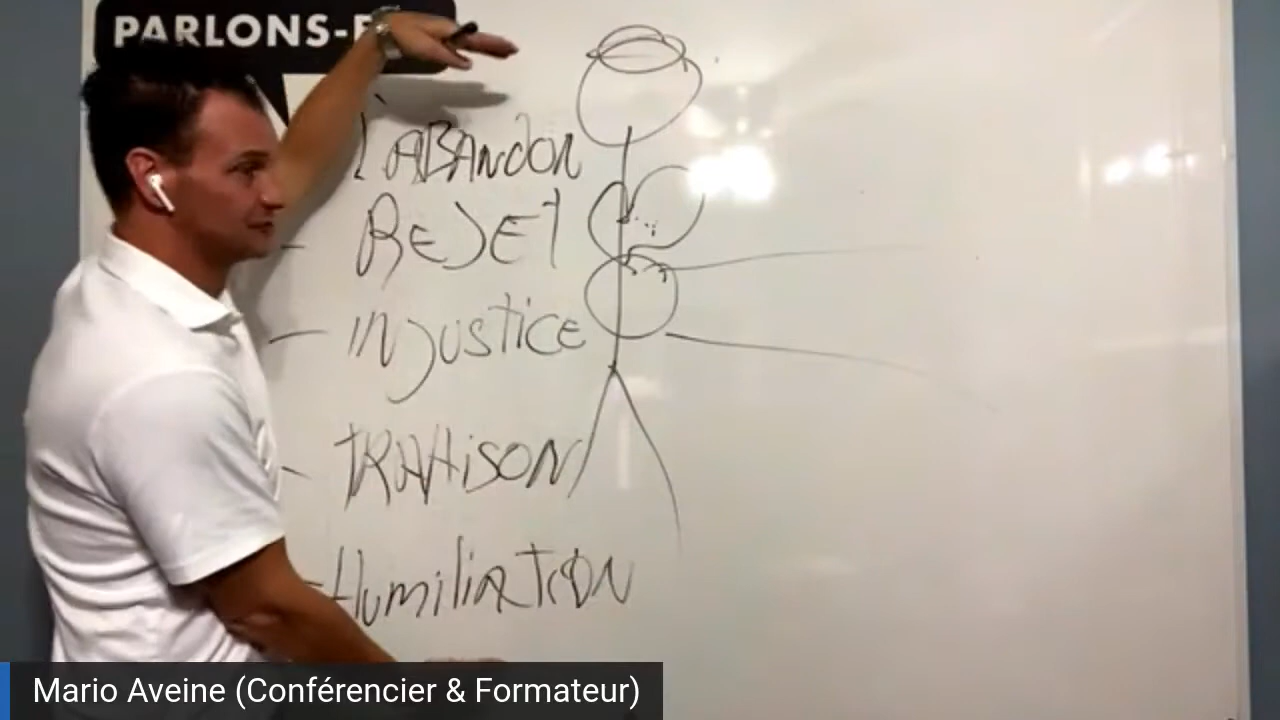 PARLONS-E
L'ABANDON
- REJET
- INJUSTICE
- TRAHISON
- HUMILIATION
Mario Aveine (Conférencier & Formateur)